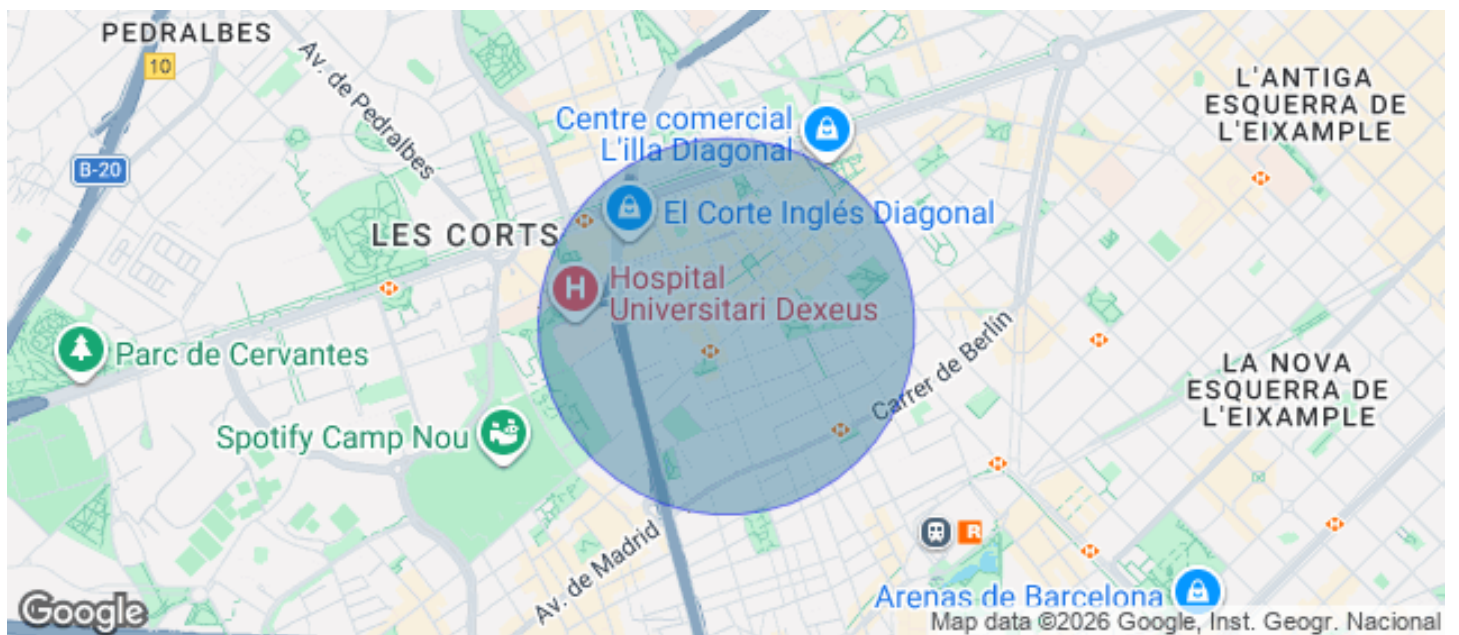 PEDRALBES
10
Av. de Pedralbes
B-20
Centre comercial
L'illa Diagonal
L'ANTIGA
ESQUERRA DE
L'EIXAMPLE
El Corte Inglés Diagonal
LES CORTS
H
Hospital
Universitari Dexeus
Parc de Cervantes
Carrer de Berlín
LA NOVA
ESQUERRA DE
L'EIXAMPLE
Spotify Camp Nou
Av. de Madrid
R
Arenas de Barcelona
Google
Map data ©2026 Google, Inst. Geogr. Nacional